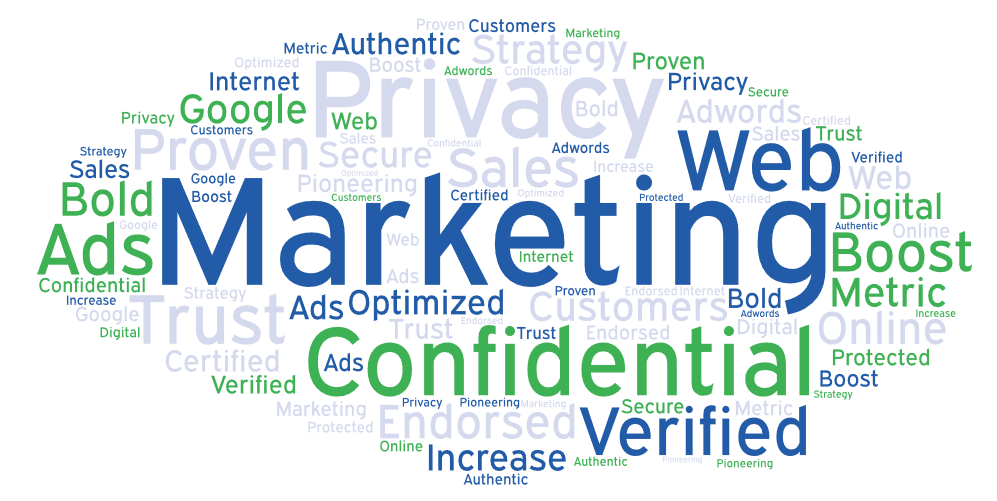 Proven Customers Marketing
Metric Authentic Strategy
Optimized Boost Adwords Confidential Proven
Internet Privacy Bold Privacy Secure
Privacy Google Web Adwords Certified
Customers Sales Confidential Sales Trust
Strategy Proven Secure Adwords Web Verified
Sales Optimized Sales Increase Web
Google Pioneering
Bold Boost Customers Certified Optimized Protected Verified Digital
Google Marketing Authentic Online
Ads Web Internet Boost
Confidential Ads
Increase Strategy Proven Endorsed Internet Bold Metric
Google Trust Ads Optimized Customers Adwords Increase
Digital Trust Endorsed Trust Endorsed Digital Online
Certified Ads Confidential Protected
Verified Boost
Strategy
Marketing Privacy Pioneering Marketing Secure Metric
Protected Endorsed Verified
Online Increase Authentic Pioneering Pioneering
Authentic